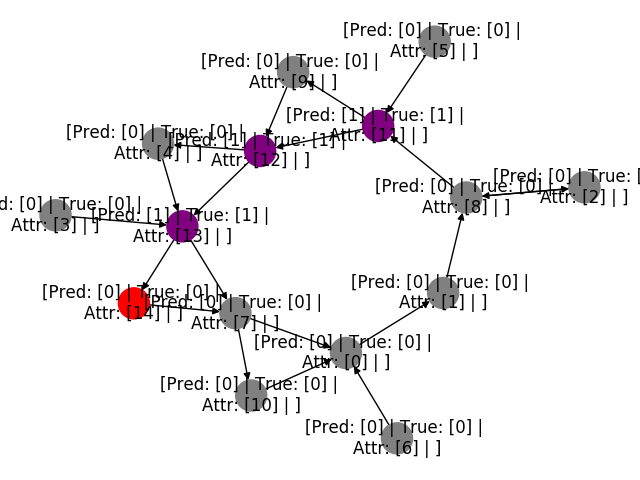 [Pred: [0] | True: [0] |
Attr: [5] | ]
[Pred: [0] | True: [0] |
Attr: [9] | ]
[Pred: [1] | True: [1] |
Attr: [11] | ]
[Pred: [0] | True: [0] |
Attr: [4] | ]
[Pred: [1] | True: [1] |
Attr: [12] | ]
[Pred: [0] | True: [
Attr: [2] | ]
[Pred: [0] | True: [0] |
Attr: [8] | ]
d: [0] | True: [0] |
Attr: [3] | ]
[Pred: [1] | True: [1] |
Attr: [13] | ]
[Pred: [0] | True: [0] |
Attr: [1] | ]
[Pred: [0] | True: [0] |
Attr: [14] | ]
[Pred: [0] | True: [0] |
Attr: [7] | ]
[Pred: [0] | True: [0] |
Attr: [0] | ]
[Pred: [0] | True: [0] |
Attr: [10] | ]
[Pred: [0] | True: [0] |
Attr: [6] | ]